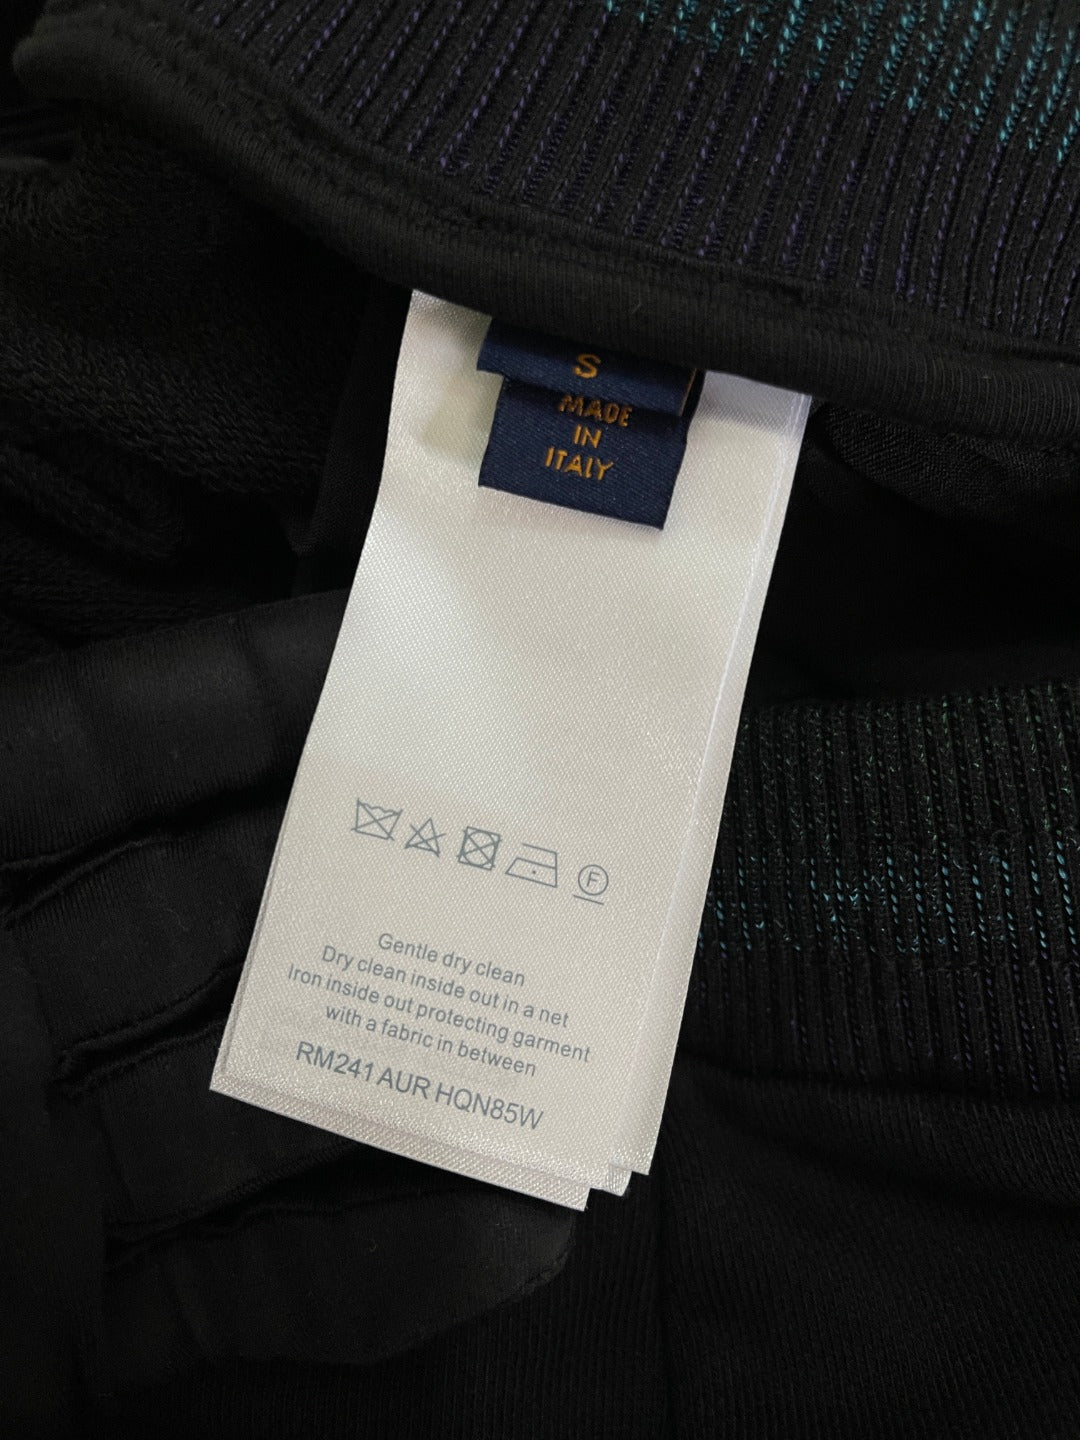 S
MADE
IN
ITALY
F
Gentle dry clean
Dry clean inside out in a net
Iron inside out protecting garment
with a fabric in between
RM241 AUR HQN85W